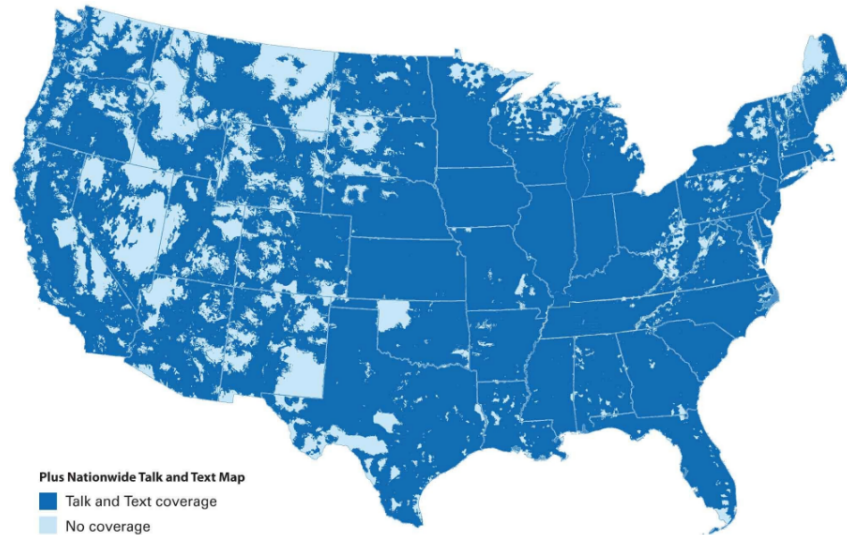 Plus Nationwide Talk and Text Map
Talk and Text coverage
No coverage